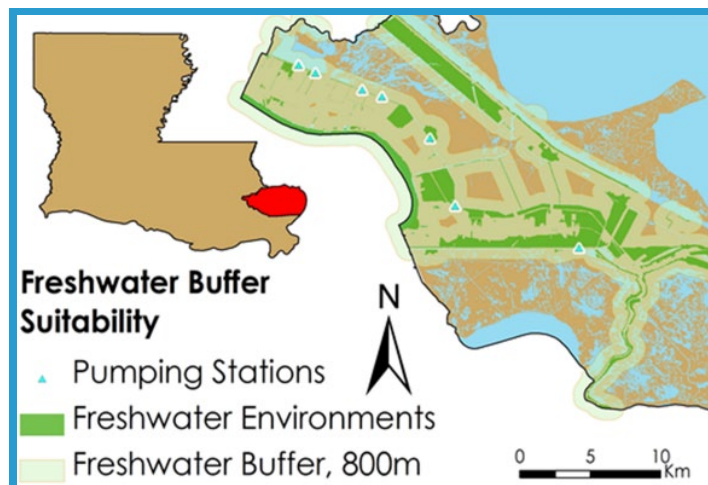 Freshwater Buffer
Suitability
Pumping Stations
Freshwater Environments
Freshwater Buffer, 800m
N
0 5 10
Km